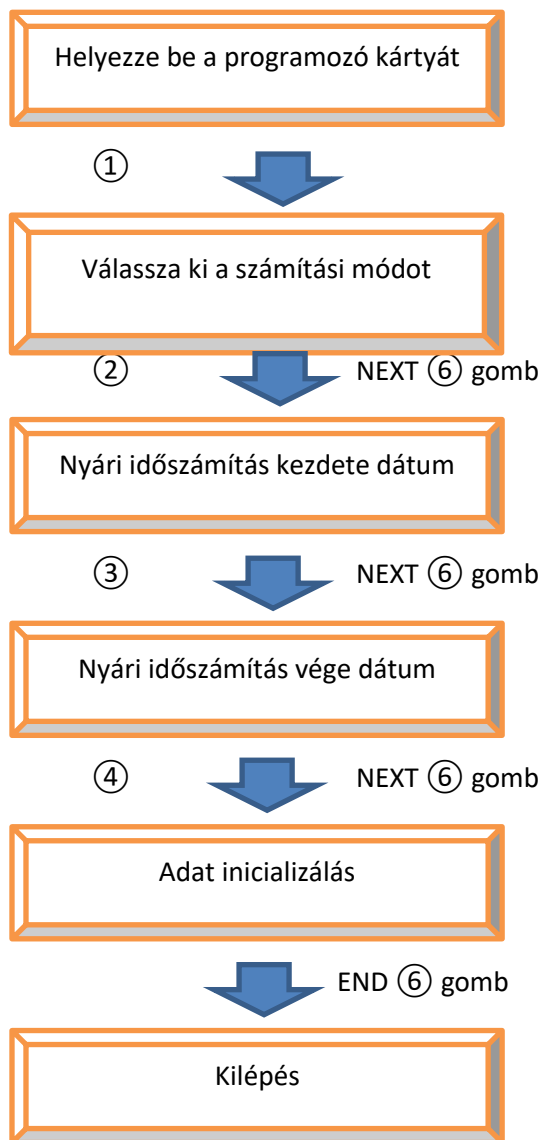 Helyezze be a programozó kártyát
①
Válassza ki a számítási módot
② NEXT ⑥ gomb
Nyári időszámítás kezdete dátum
③ NEXT ⑥ gomb
Nyári időszámítás vége dátum
④ NEXT ⑥ gomb
Adat inicializálás
END ⑥ gomb
Kilépés